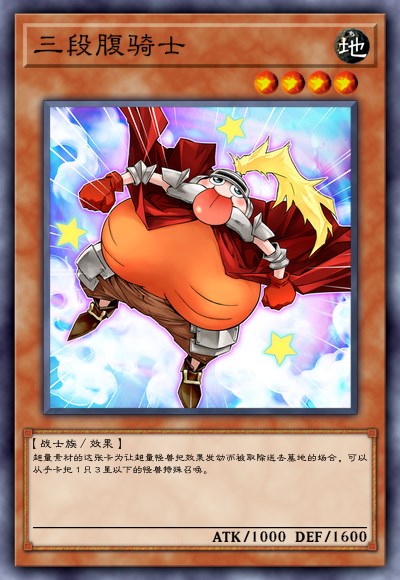 三段腹骑士
地
【战士族/效果】
超量素材的这张卡为让超量怪兽把效果发动而被取除送去墓地的场合，可以
从手卡把1只3星以下的怪兽特殊召唤。
ATK/1000 DEF/1600